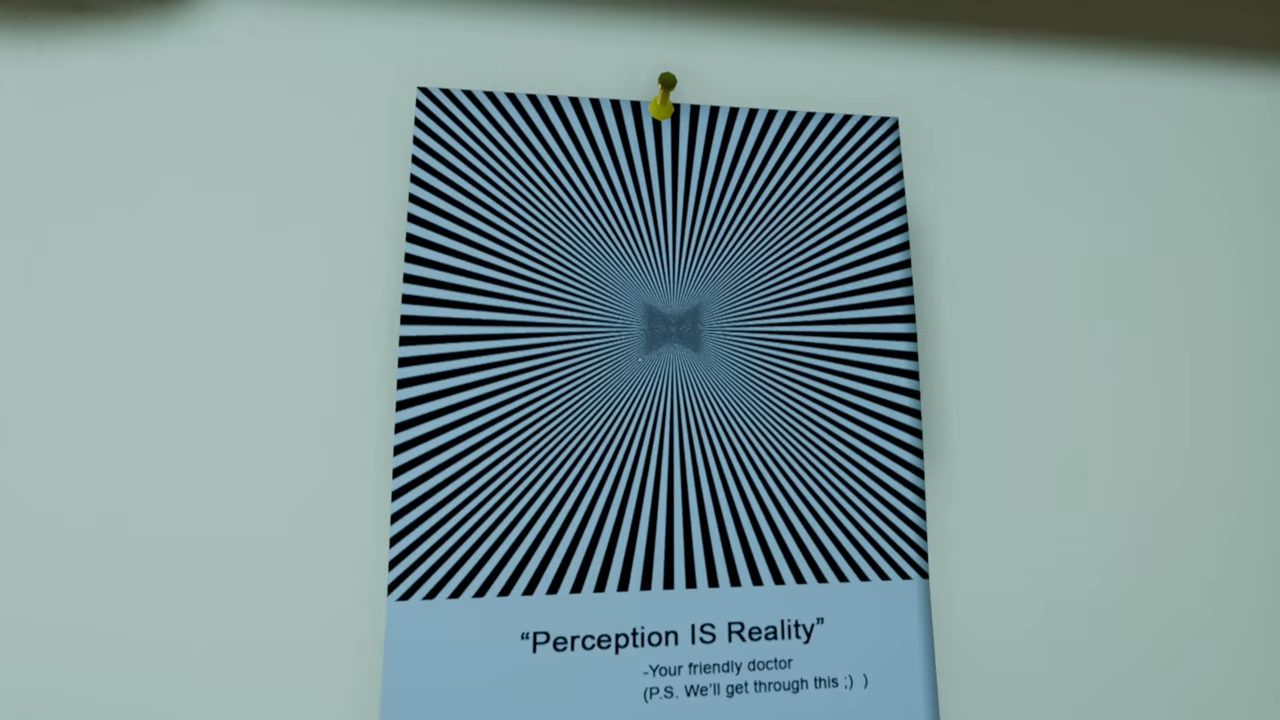 “Perception IS Reality”
-Your friendly doctor
(P.S. We'll get through this ;)  )